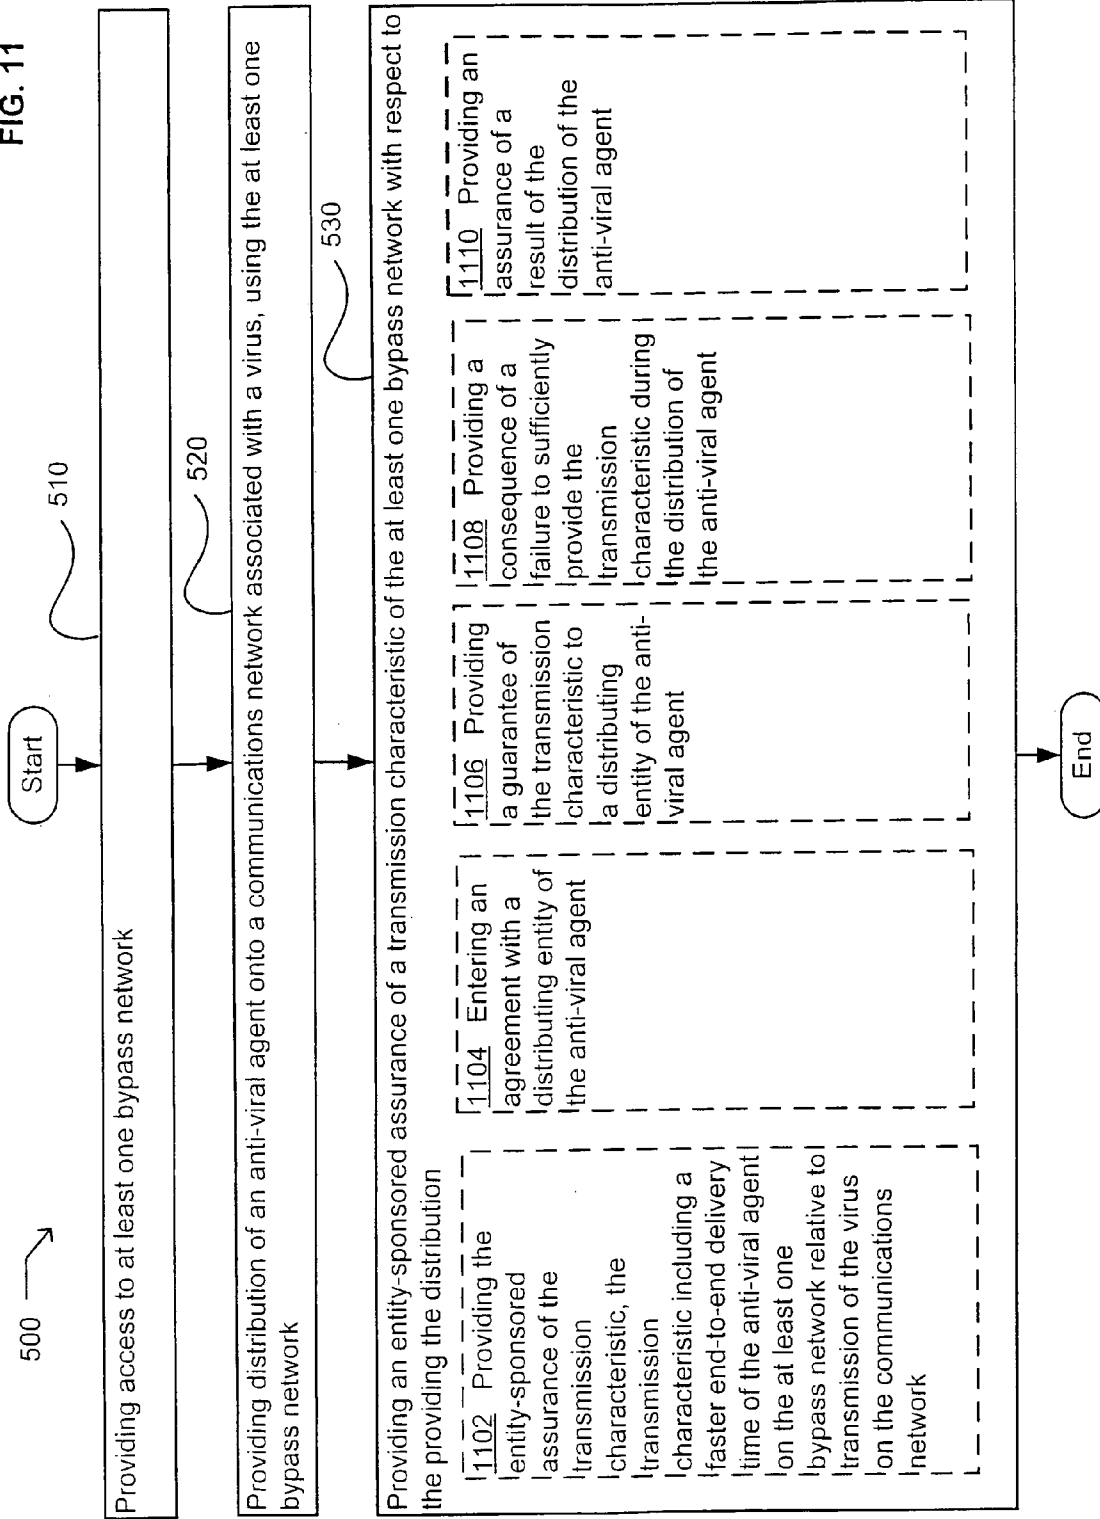 FIG. 11
500
Start
510
Providing access to at least one bypass network
520
Providing distribution of an anti-viral agent onto a communications network associated with a virus, using the at least one
bypass network
530
Providing an entity-sponsored assurance of a transmission characteristic of the at least one bypass network with respect to
the providing the distribution
1102 Providing the
entity-sponsored
assurance of the
transmission
characteristic, the
transmission
characteristic including a
faster end-to-end delivery
time of the anti-viral agent
on the at least one
bypass network relative to
transmission of the virus
on the communications
network
1104 Entering an
agreement with a
distributing entity of
the anti-viral agent
1106 Providing
a guarantee of
the transmission
characteristic to
a distributing
entity of the anti-
viral agent
1108 Providing a
consequence of a
failure to sufficiently
provide the
transmission
characteristic during
the distribution of
the anti-viral agent
1110 Providing an
assurance of a
result of the
distribution of the
anti-viral agent
End